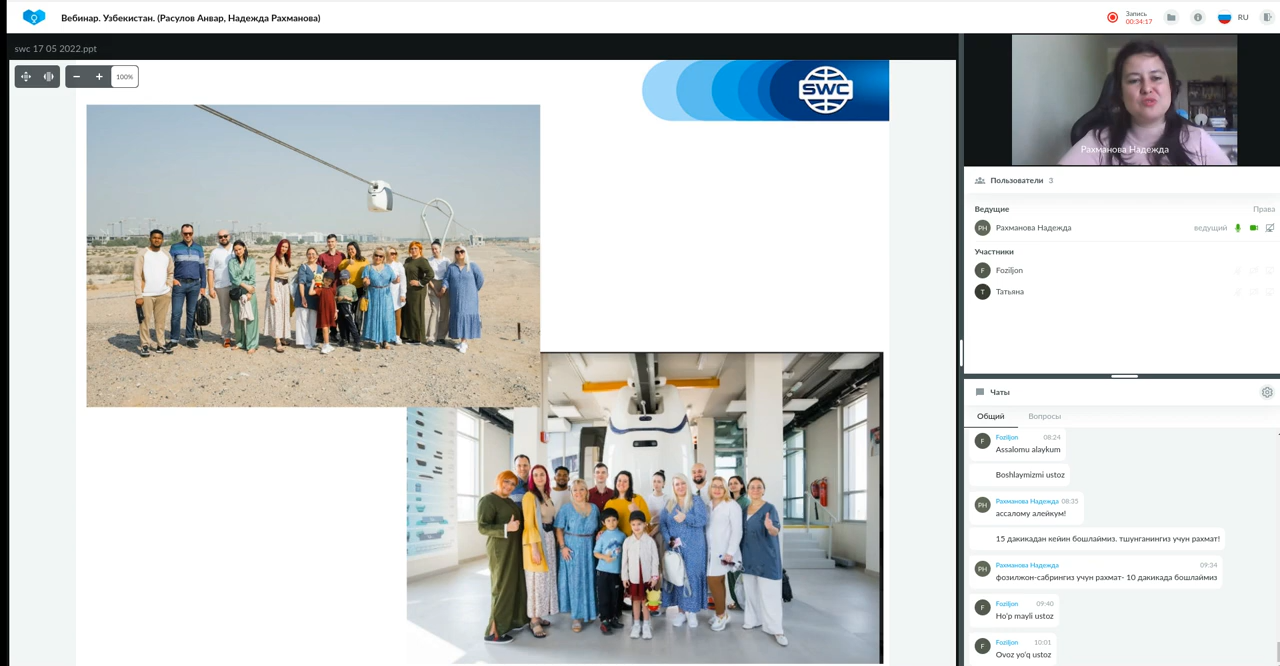 Вебинар. Узбекистан. (Расулов Анвар, Надежда Рахманова)
Запись
00:34:17
RU
swc 17 05 2022.ppt
100%
SWC
Рахманова Надежда
Пользователи 3
Ведущие Права
РН Рахманова Надежда ведущий
Участники
F Foziljon
Т Татьяна
Чаты
Общий Вопросы
F Foziljon 08:24
Assalomu alaykum
Boshlaymizmi ustoz
РН Рахманова Надежда 08:35
ассалому алейкум!
15 дакикадан кейин бошлаймиз. тшунганингиз учун рахмат!
РН Рахманова Надежда 09:34
фозилжон-сабрингиз учун рахмат- 10 дакикада бошлаймиз
F Foziljon 09:40
Ho'p mayli ustoz
F Foziljon 10:01
Ovoz yo'q ustoz